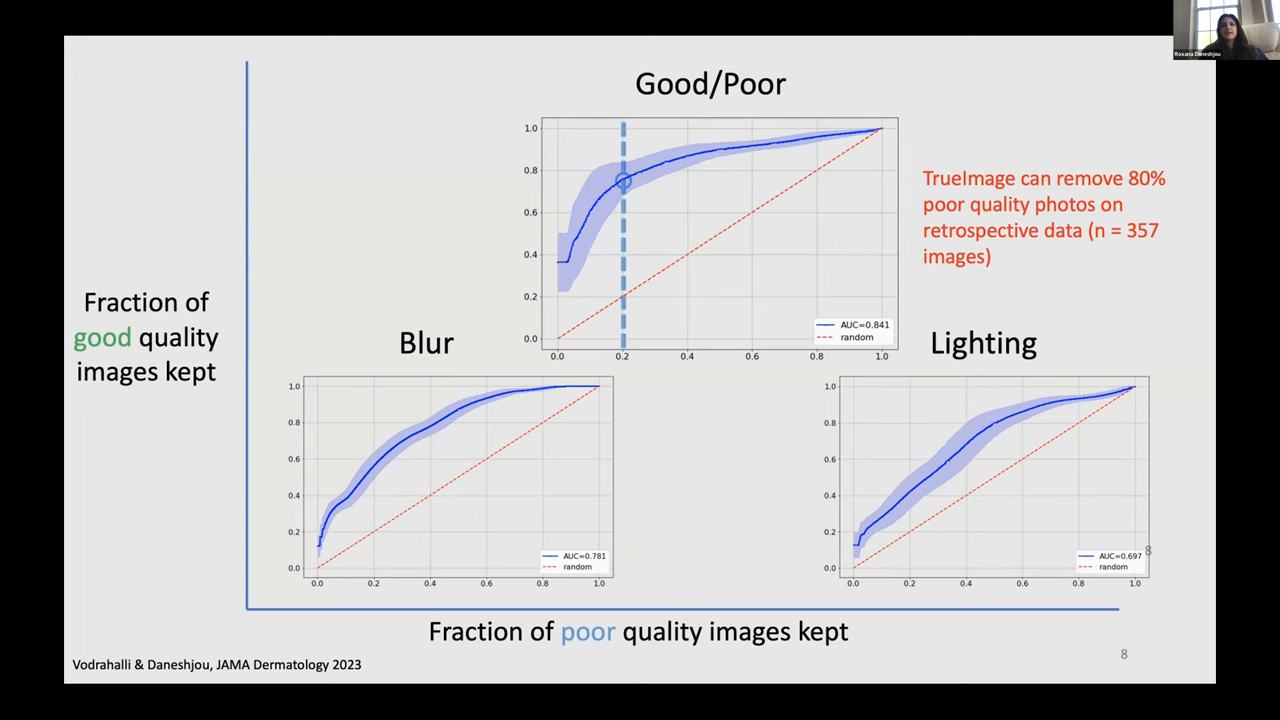 Roxana Daneshjou
Good/Poor
1.0
0.8
0.6
0.4
0.2
0.0
0.0 0.2 0.4 0.6 0.8 1.0
AUC=0.841
random
TrueImage can remove 80%
poor quality photos on
retrospective data (n = 357
images)
Fraction of
good quality
images kept
Blur
1.0
0.8
0.6
0.4
0.2
0.0
0.0 0.2 0.4 0.6 0.8 1.0
AUC=0.781
random
Lighting
1.0
0.8
0.6
0.4
0.2
0.0
0.0 0.2 0.4 0.6 0.8 1.0
AUC=0.697
random
8
Fraction of poor quality images kept
Vodrahalli & Daneshjou, JAMA Dermatology 2023
8